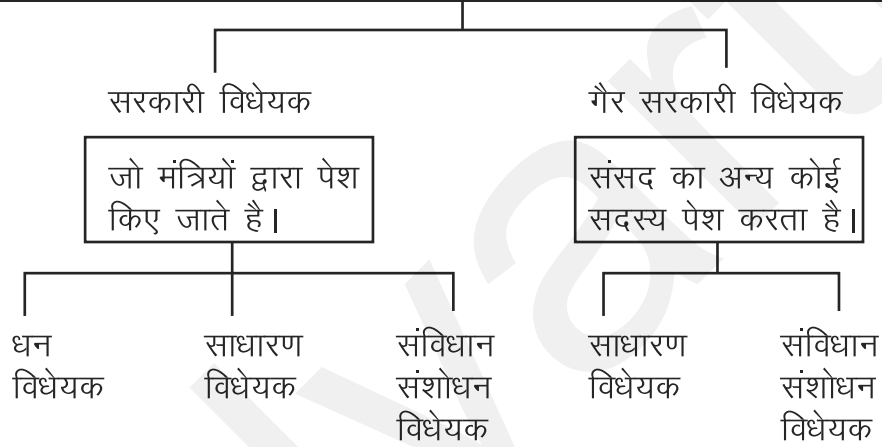 सरकारी विधेयक
गैर सरकारी विधेयक
जो मंत्रियों द्वारा पेश
किए जाते है।
संसद का अन्य कोई
सदस्य पेश करता है।
धन
विधेयक
साधारण
विधेयक
संविधान
संशोधन
विधेयक
साधारण
विधेयक
संविधान
संशोधन
विधेयक